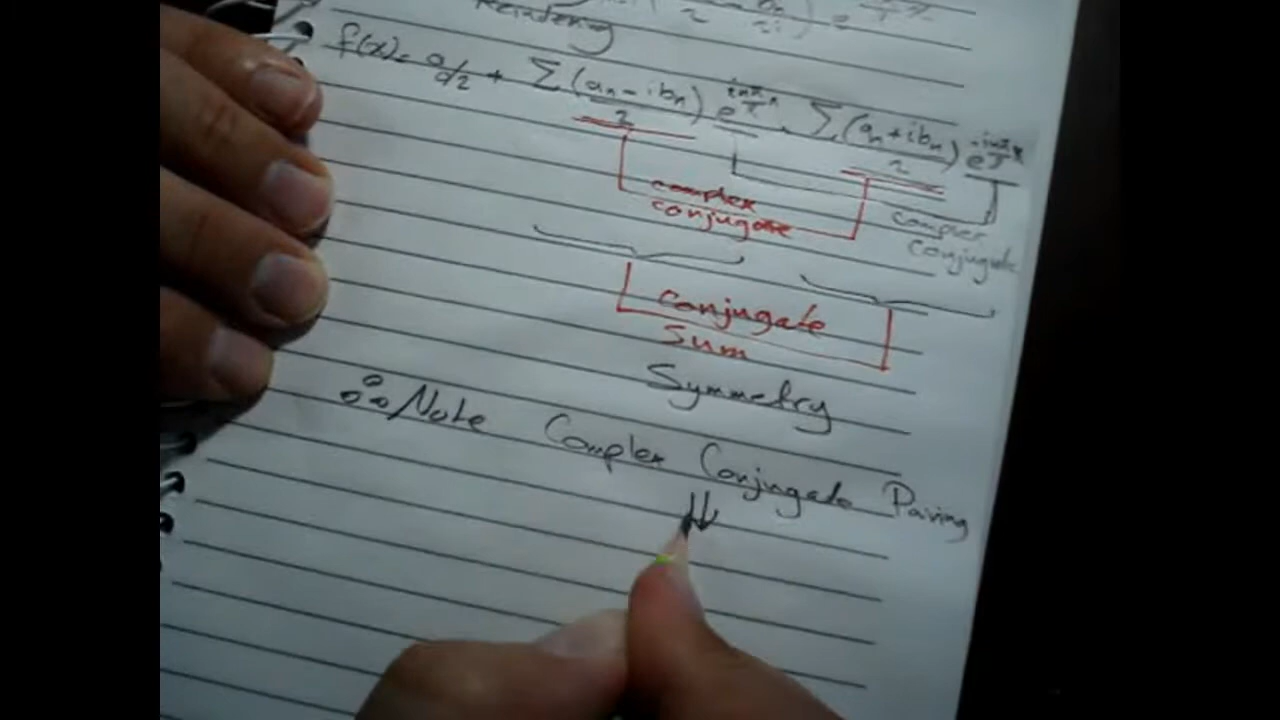 f(x) = a₀/2 + Σ (aₙ - ibₙ)/2 e^(inπx/T) + Σ (aₙ + ibₙ)/2 e^(-inπx/T)
complex conjugate
complex conjugate
Conjugate
Sum
Symmetry
Note Complex Conjugate Pairing